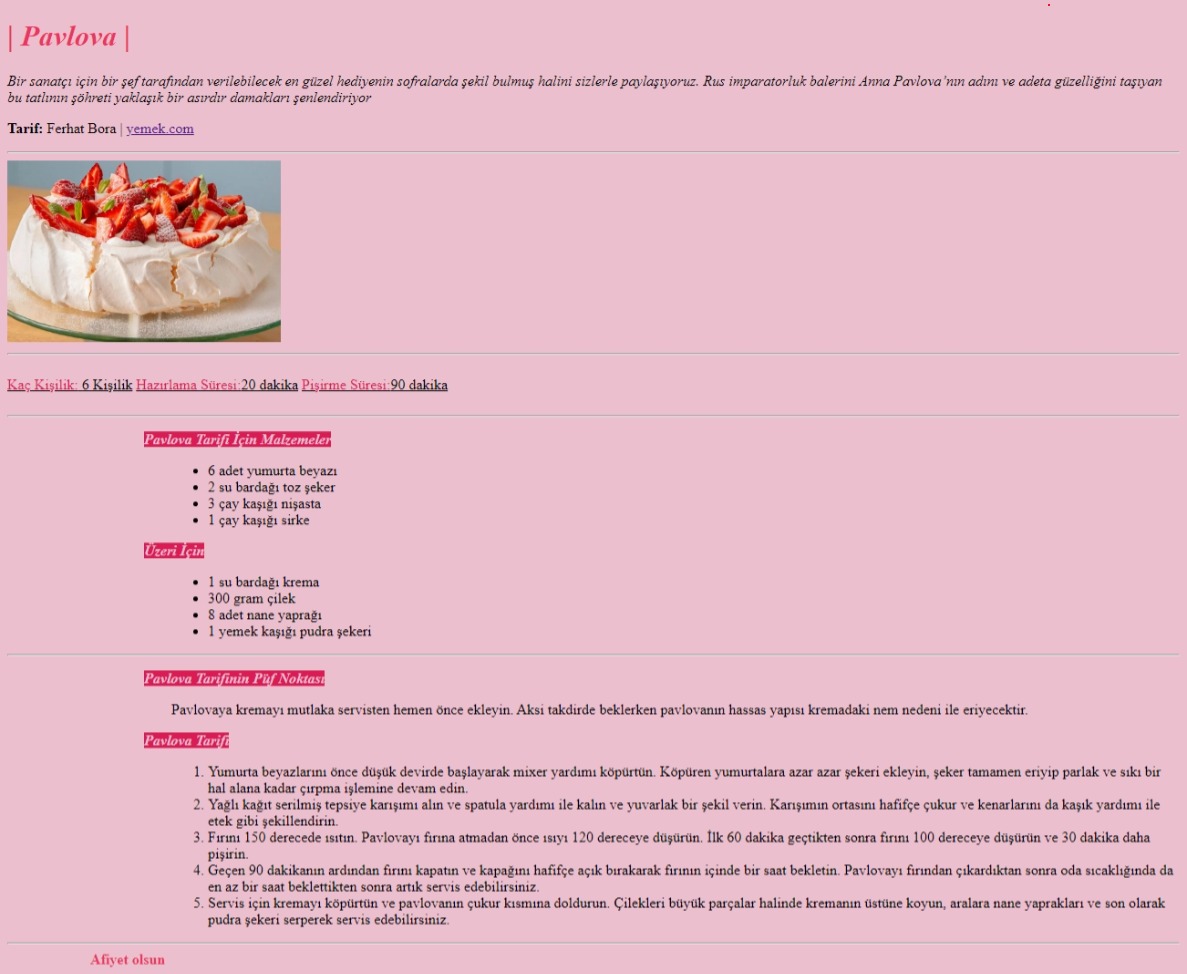 | Pavlova |
Bir sanatçı için bir şef tarafından verilebilecek en güzel hediyenin sofralarda şekil bulmuş halini sizlerle paylaşıyoruz. Rus imparatorluk balerini Anna Pavlova'nın adını ve adeta güzelliğini taşıyan
bu tatlının şöhreti yaklaşık bir asırdır damakları şenlendiriyor
Tarif: Ferhat Bora | yemek.com
Kaç Kişilik: 6 Kişilik Hazırlama Süresi:20 dakika Pişirme Süresi:90 dakika
Pavlova Tarifi İçin Malzemeler
• 6 adet yumurta beyazı
• 2 su bardağı toz şeker
• 3 çay kaşığı nişasta
• 1 çay kaşığı sirke
Üzeri İçin
• 1 su bardağı krema
• 300 gram çilek
• 8 adet nane yaprağı
• 1 yemek kaşığı pudra şekeri
Pavlova Tarifinin Püf Noktası
Pavlovaya kremayı mutlaka servisten hemen önce ekleyin. Aksi takdirde beklerken pavlovanın hassas yapısı kremadaki nem nedeni ile eriyecektir.
Pavlova Tarifi
1. Yumurta beyazlarını önce düşük devirde başlayarak mixer yardımı köpürtün. Köpüren yumurtalara azar azar şekeri ekleyin, şeker tamamen eriyip parlak ve sıkı bir
hal alana kadar çırpma işlemine devam edin.
2. Yağlı kağıt serilmiş tepsiye karışımı alın ve spatula yardımı ile kalın ve yuvarlak bir şekil verin. Karışımın ortasını hafifçe çukur ve kenarlarını da kaşık yardımı ile
etek gibi şekillendirin.
3. Fırını 150 derecede ısıtın. Pavlovayı fırına atmadan önce ısıyı 120 dereceye düşürün. İlk 60 dakika geçtikten sonra fırını 100 dereceye düşürün ve 30 dakika daha
pişirin.
4. Geçen 90 dakikanın ardından fırını kapatın ve kapağını hafifçe açık bırakarak fırının içinde bir saat bekletin. Pavlovayı fırından çıkardıktan sonra oda sıcaklığında da
en az bir saat beklettikten sonra artık servis edebilirsiniz.
5. Servis için kremayı köpürtün ve pavlovanın çukur kısmına doldurun. Çilekleri büyük parçalar halinde kremanın üstüne koyun, aralara nane yaprakları ve son olarak
pudra şekeri serperek servis edebilirsiniz.
Afiyet olsun